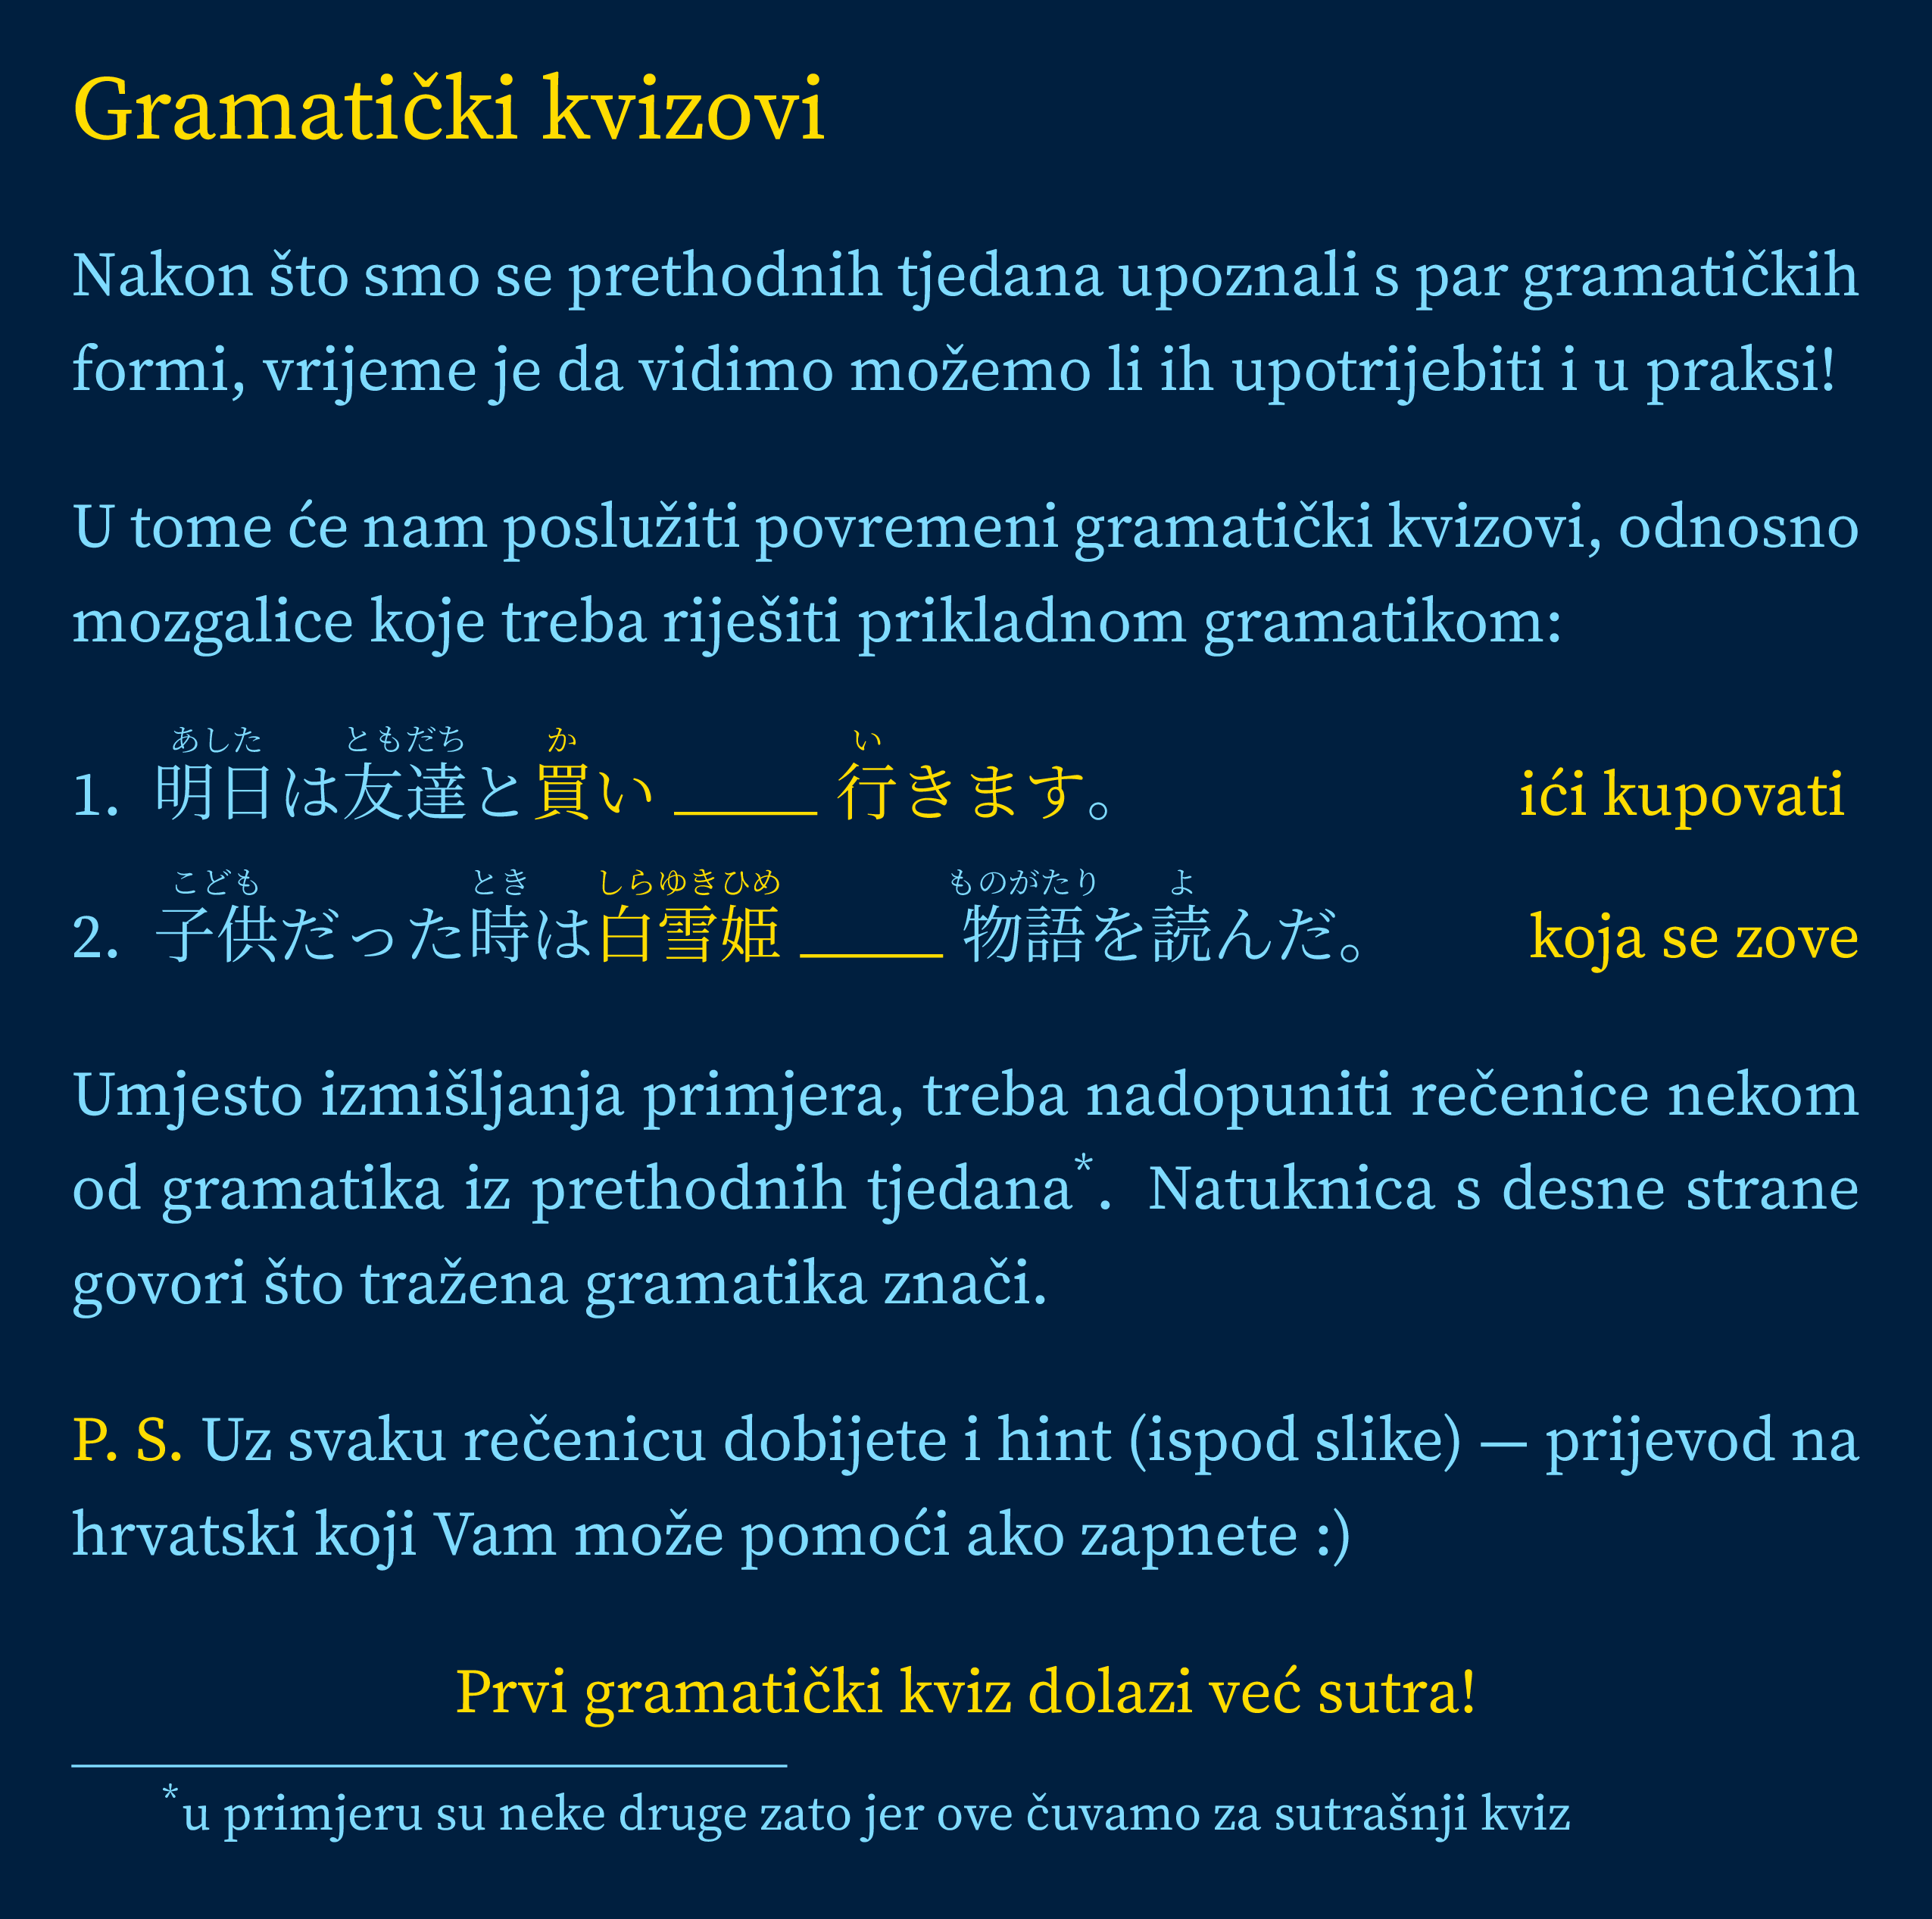 Gramatički kvizovi
Nakon što smo se prethodnih tjedana upoznali s par gramatičkih
formi, vrijeme je da vidimo možemo li ih upotrijebiti i u praksi!
U tome će nam poslužiti povremeni gramatički kvizovi, odnosno
mozgalice koje treba riješiti prikladnom gramatikom:
あした ともだち か い
1. 明日は友達と買い _____ 行きます。 ići kupovati
こども とき しらゆきひめ ものがたり よ
2. 子供だった時は白雪姫 _____ 物語を読んだ。 koja se zove
Umjesto izmišljanja primjera, treba nadopuniti rečenice nekom
od gramatika iz prethodnih tjedana*. Natuknica s desne strane
govori što tražena gramatika znači.
P. S. Uz svaku rečenicu dobijete i hint (ispod slike) — prijevod na
hrvatski koji Vam može pomoći ako zapnete :)
Prvi gramatički kviz dolazi već sutra!
*u primjeru su neke druge zato jer ove čuvamo za sutrašnji kviz